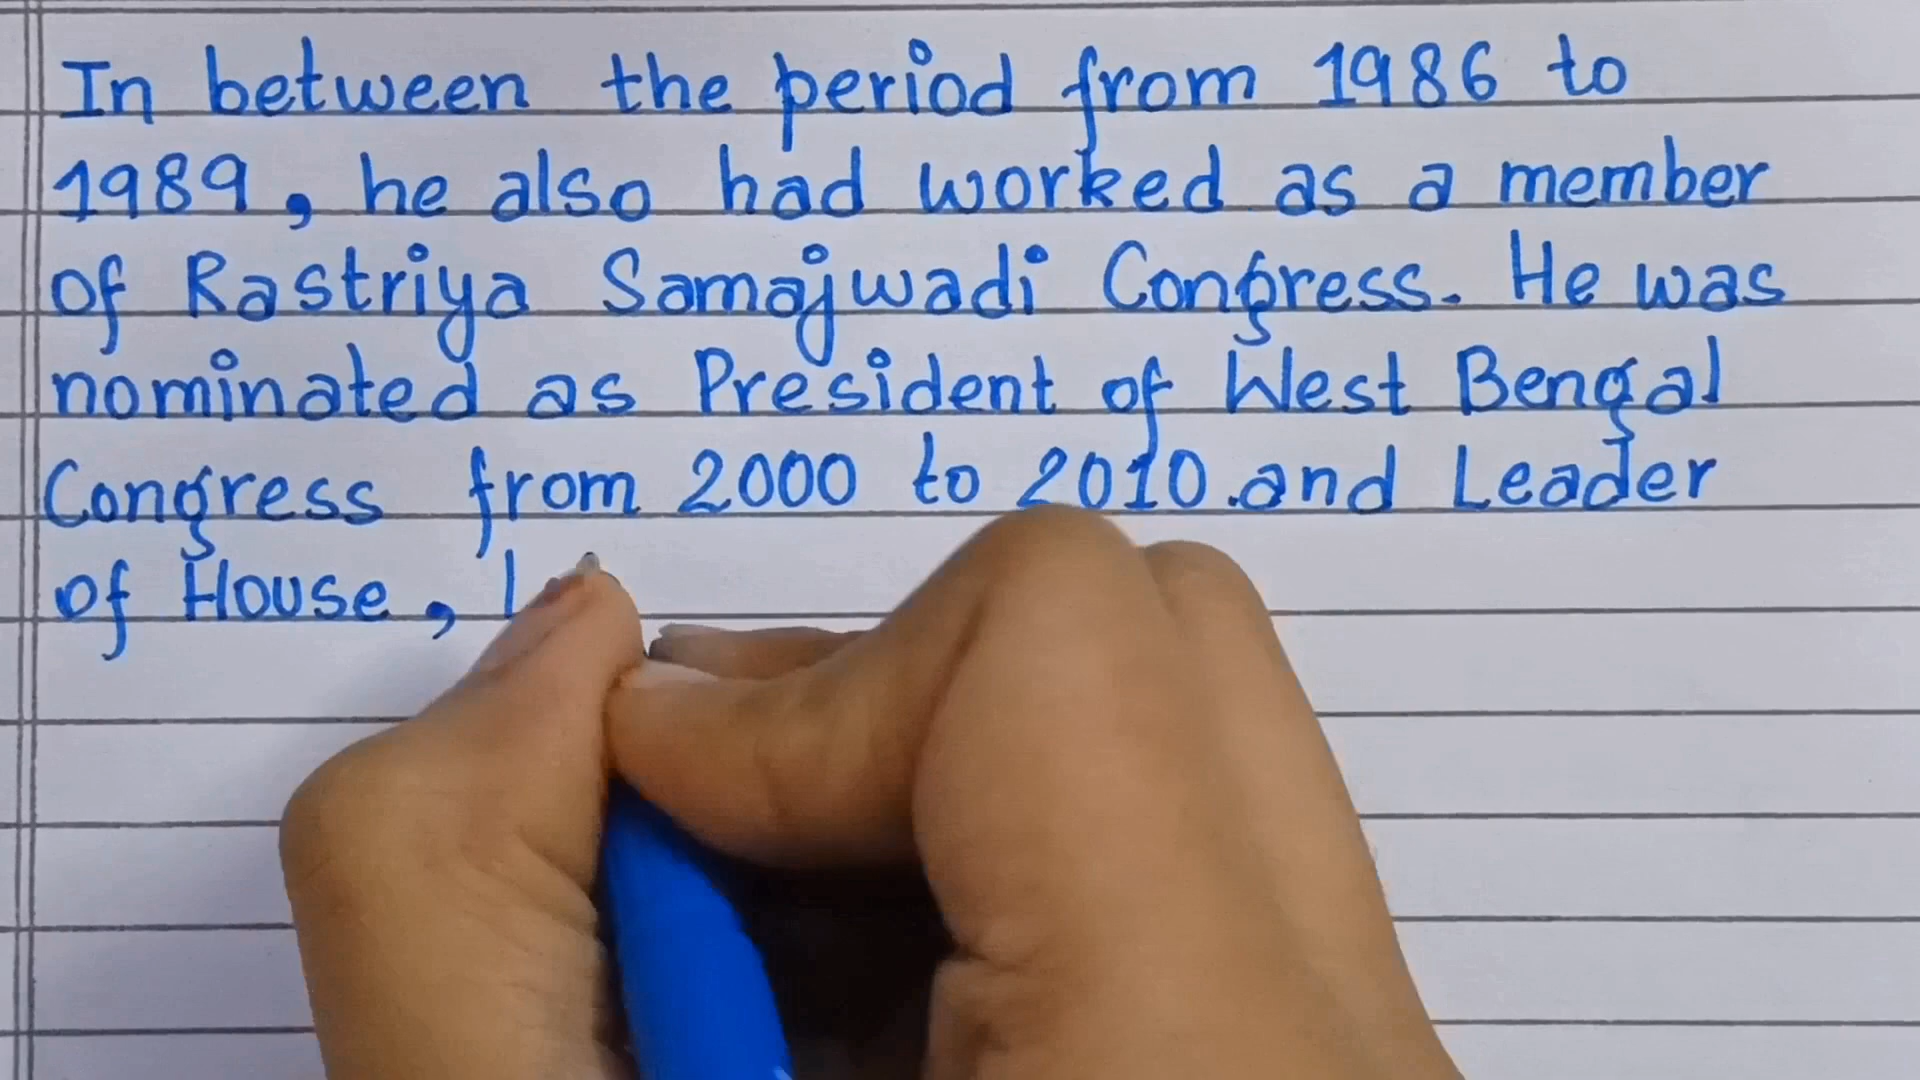 In between the period from 1986 to
1989, he also had worked as a member
of Rastriya Samajwadi Congress. He was
nominated as President of West Bengal
Congress from 2000 to 2010.and Leader
of House,